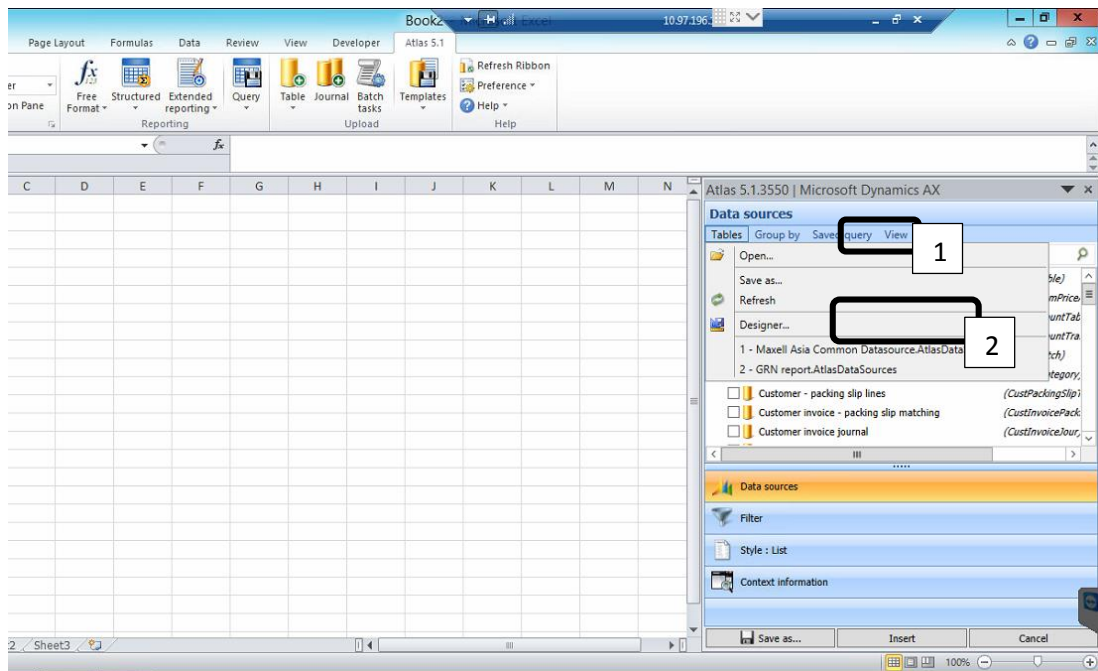 Book2 Excel
10.97.196.
Page Layout Formulas Data Review View Developer Atlas 5.1
Free Format
Structured
Extended reporting
Query
Table
Journal
Batch tasks
Templates
Refresh Ribbon
Preference
Help
on Pane
Reporting
Upload
Help
fx
C D E F G H I J K L M N
Atlas 5.1.3550 | Microsoft Dynamics AX
Data sources
Tables Group by Saved query View
1
Open...
Save as...
Refresh
Designer...
2
1 - Maxell Asia Common Datasource.AtlasData
2 - GRN report.AtlasDataSources
Customer - packing slip lines (CustPackingSlip
Customer invoice - packing slip matching (CustInvoicePack
Customer invoice journal (CustInvoiceJour,
Data sources
Filter
Style : List
Context information
Save as... Insert Cancel
2 Sheet3
100%